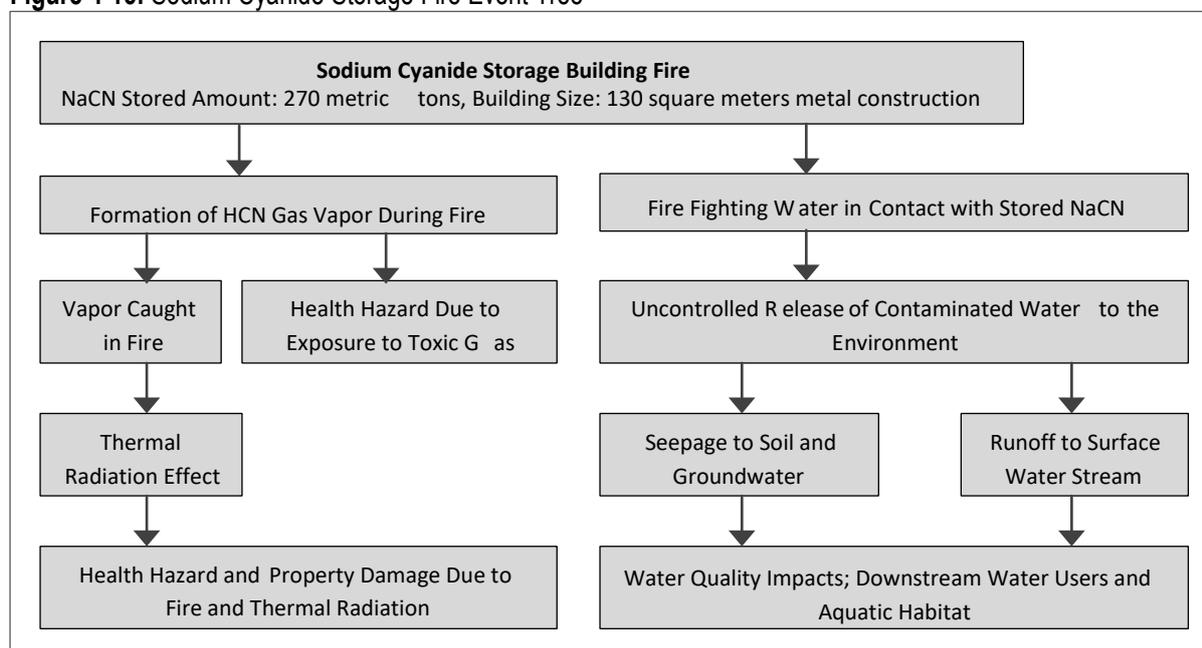 Figure 4-10. Sodium Cyanide Storage Fire Event Tree
Sodium Cyanide Storage Building Fire
NaCN Stored Amount: 270 metric tons, Building Size: 130 square meters metal construction
Formation of HCN Gas Vapor During Fire
Fire Fighting W ater in Contact with Stored NaCN
Vapor Caught
in Fire
Health Hazard Due to
Exposure to Toxic G as
Uncontrolled R elease of Contaminated Water to the
Environment
Thermal
Radiation Effect
Seepage to Soil and
Groundwater
Runoff to Surface
Water Stream
Health Hazard and Property Damage Due to
Fire and Thermal Radiation
Water Quality Impacts; Downstream Water Users and
Aquatic Habitat